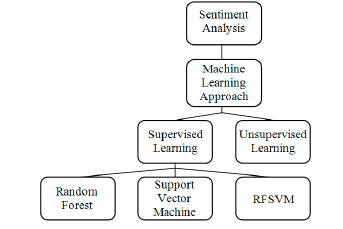 Sentiment
Analysis
Machine
Learning
Approach
Supervised
Learning
Unsupervised
Learning
Random
Forest
Support
Vector
Machine
RFSVM